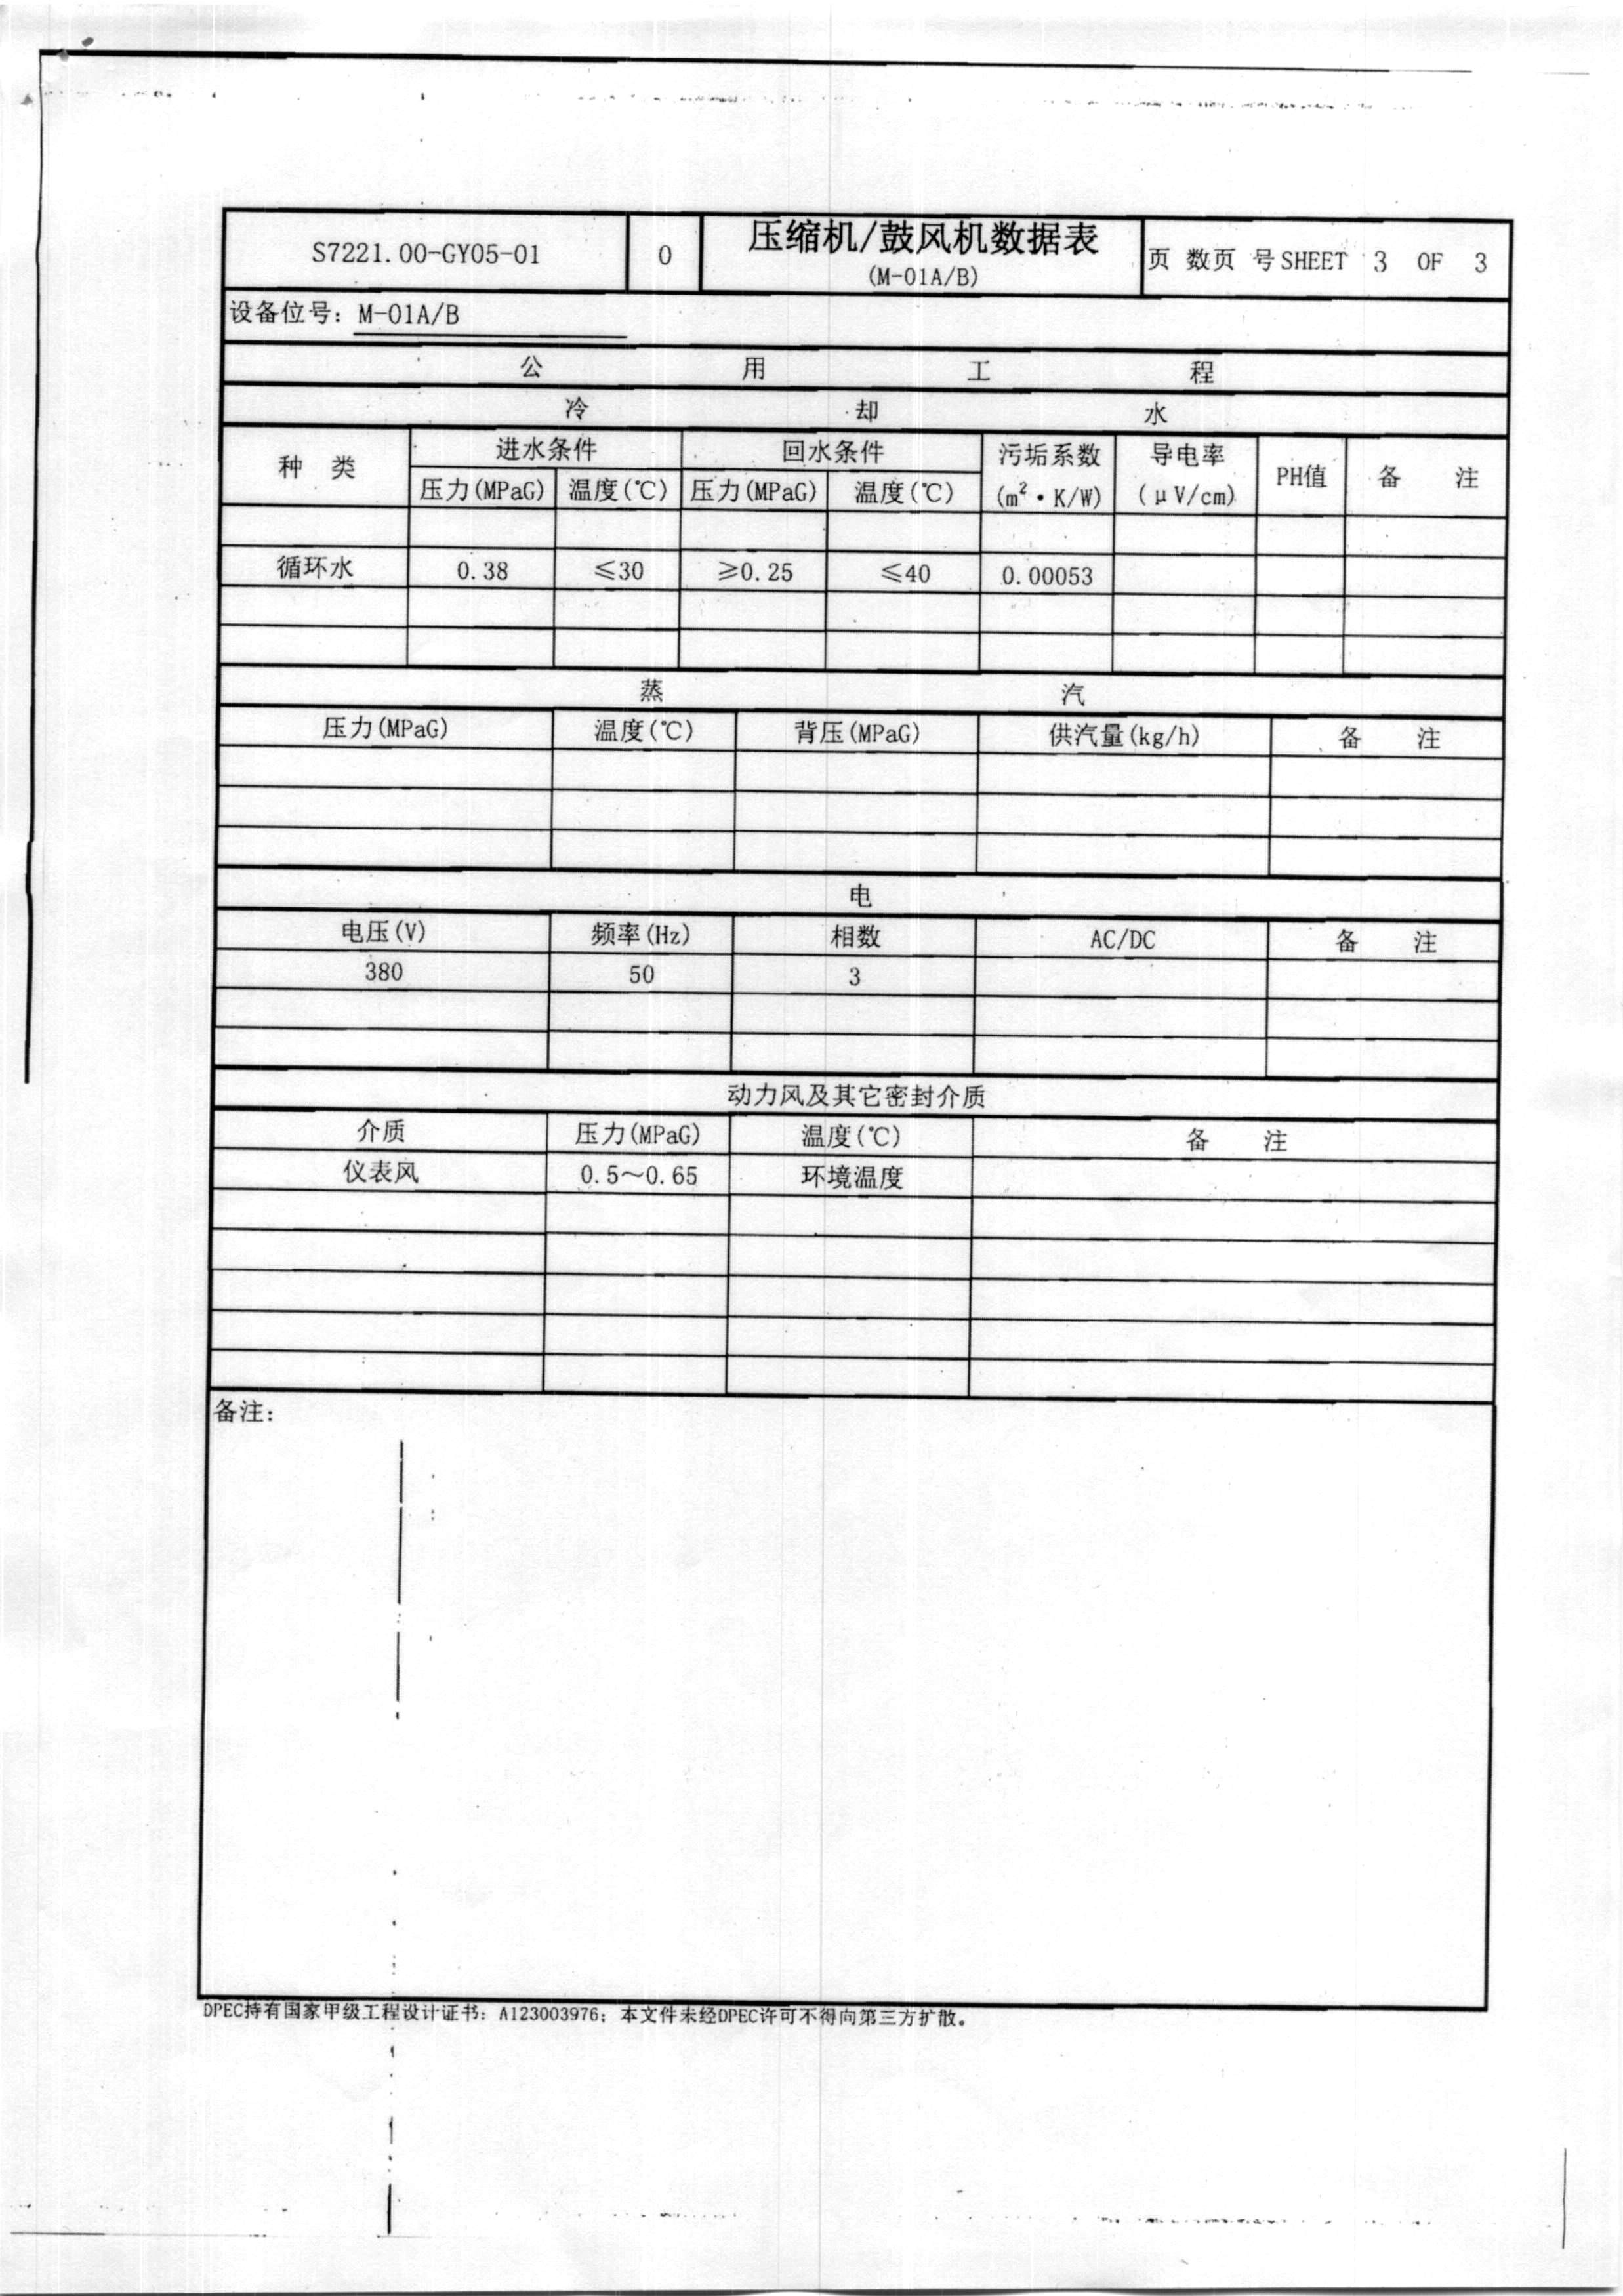 S7221.00-GY05-01 0 压缩机/鼓风机数据表 页 数页 号SHEET 3 OF 3
(M-01A/B)
设备位号: M-01A/B
公 用 工 程
冷 却 水
种 类 进水条件 回水条件 污垢系数 导电率 PH值 备 注
压力(MPaG) 温度(℃) 压力(MPaG) 温度(℃) (m²·K/W) (μV/cm)
循环水 0.38 ≤30 ≥0.25 ≤40 0.00053
蒸 汽
压力(MPaG) 温度(℃) 背压(MPaG) 供汽量(kg/h) 备 注
电
电压(V) 频率(Hz) 相数 AC/DC 备 注
380 50 3
动力风及其它密封介质
介质 压力(MPaG) 温度(℃) 备 注
仪表风 0.5~0.65 环境温度
备注:
DPEC持有国家甲级工程设计证书: A123003976; 本文件未经DPEC许可不得向第三方扩散。